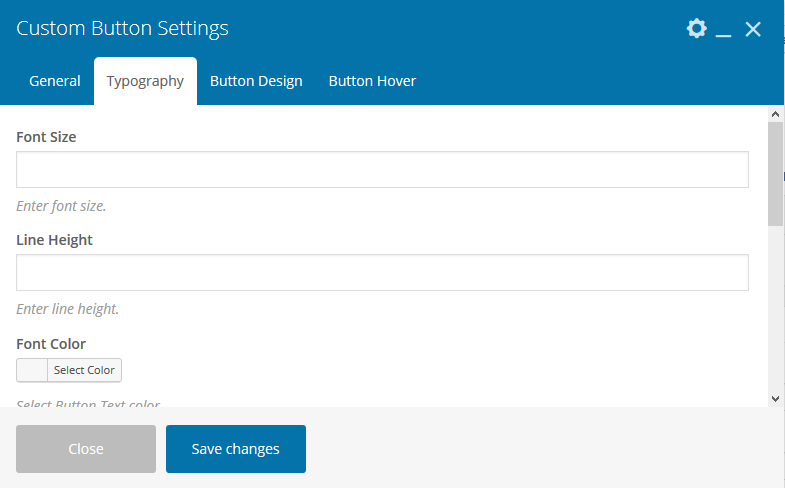 Custom Button Settings
General Typography Button Design Button Hover
Font Size
Enter font size.
Line Height
Enter line height.
Font Color
Select Color
Select Button Text color
Close Save changes